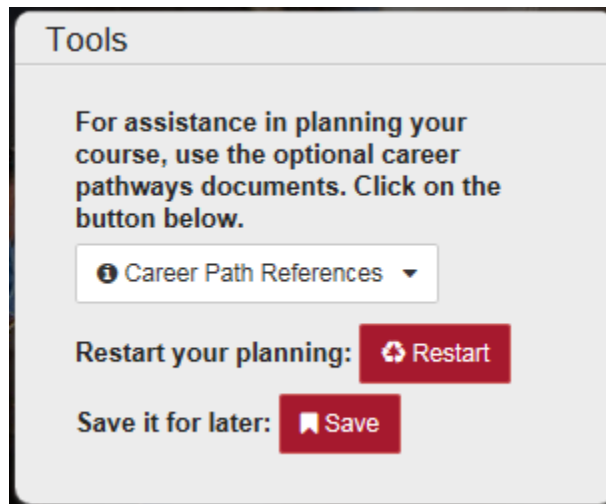 Tools
For assistance in planning your
course, use the optional career
pathways documents. Click on the
button below.
Career Path References
Restart your planning: Restart
Save it for later: Save